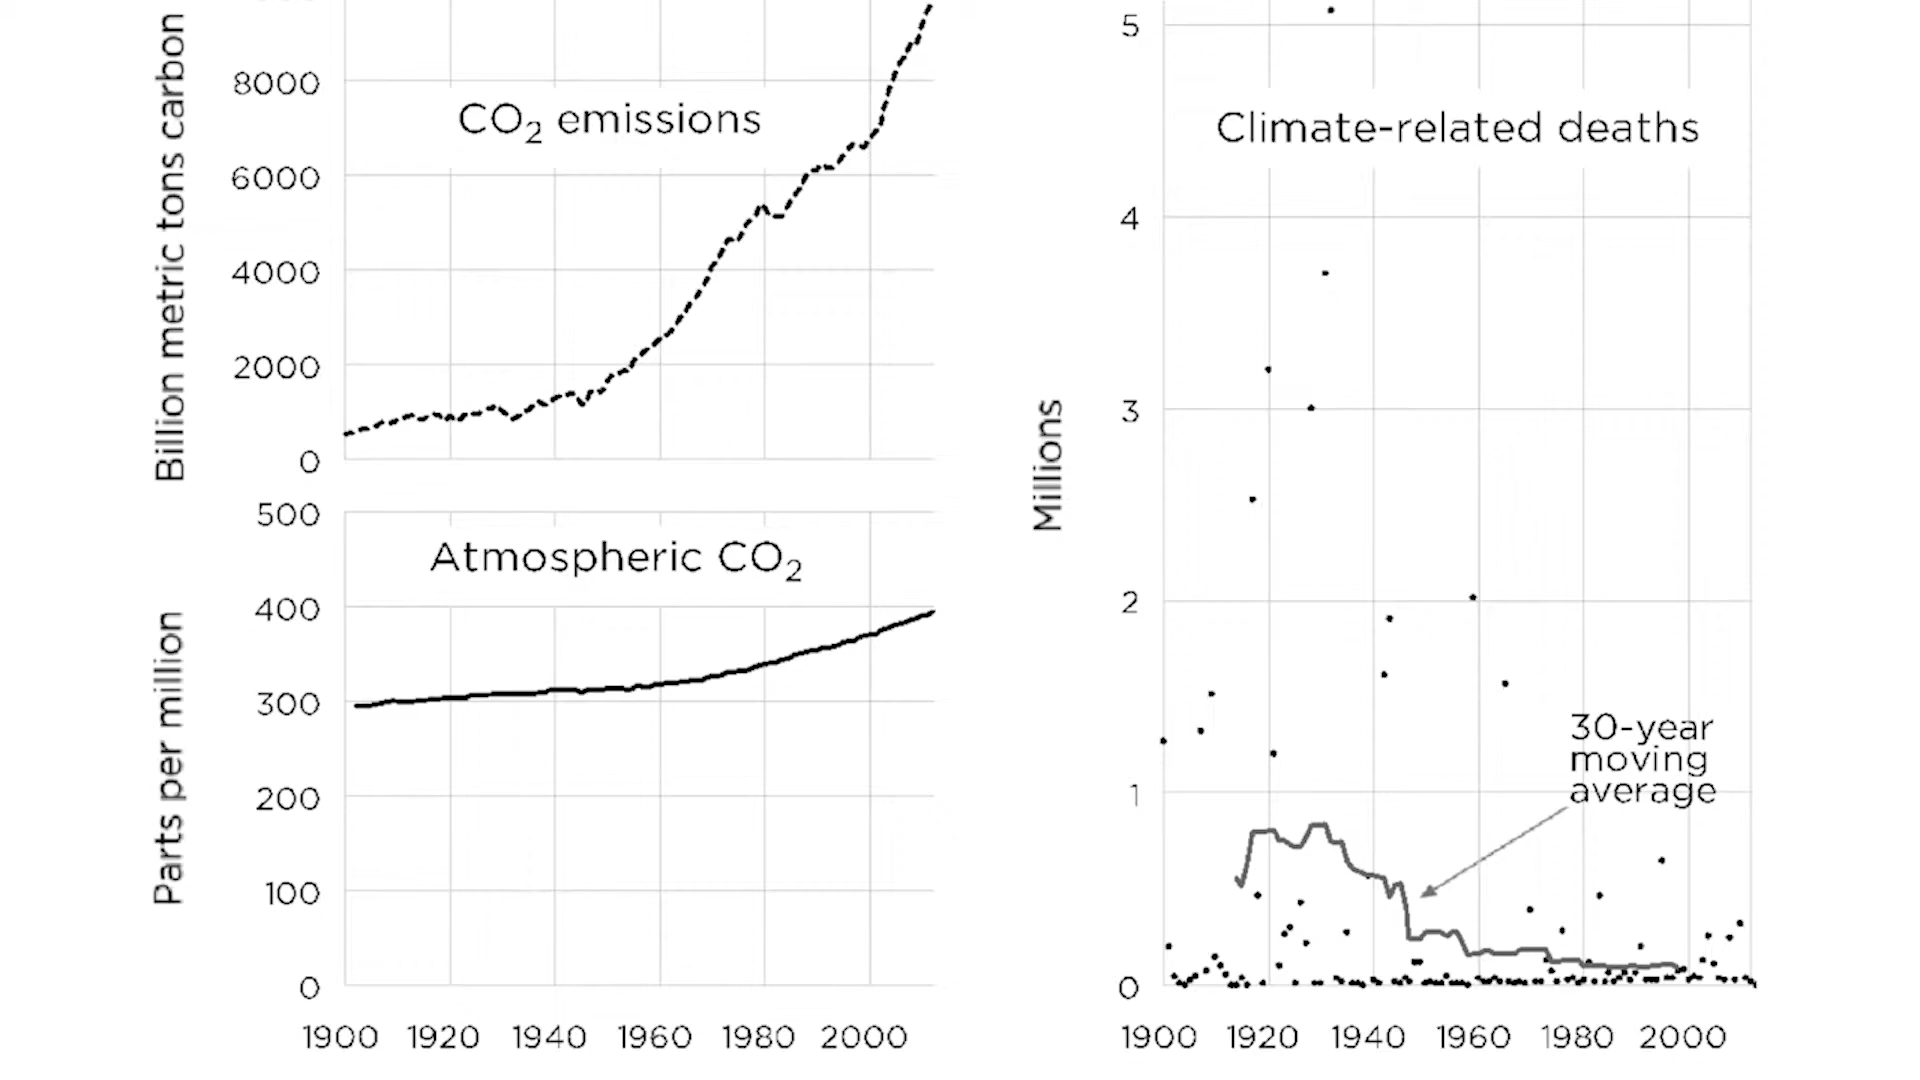 Billion metric tons carbon
8000
6000
4000
2000
0
CO₂ emissions
Parts per million
500
400
300
200
100
0
Atmospheric CO₂
1900 1920 1940 1960 1980 2000
Millions
5
4
3
2
1
0
Climate-related deaths
30-year
moving
average
1900 1920 1940 1960 1980 2000